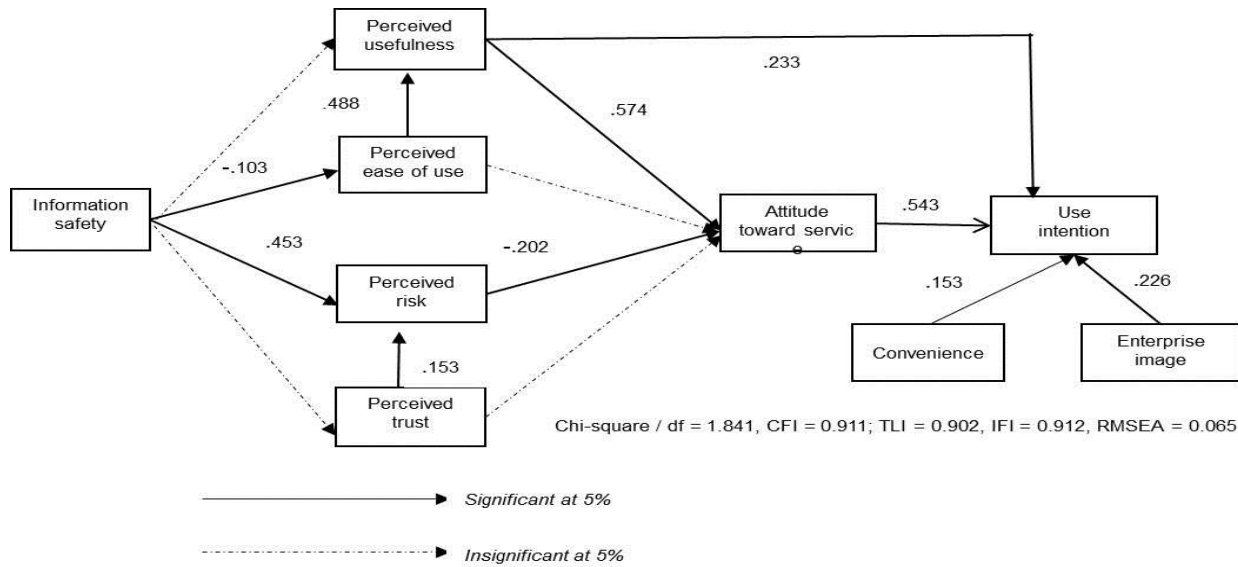 Perceived
usefulness
.233
.488
.574
Perceived
ease of use
-.103
Information
safety
.453
-.202
Attitude
toward servic
e
.543
Use
intention
Perceived
risk
.153
.226
Convenience
Enterprise
image
.153
Perceived
trust
Chi-square / df = 1.841, CFI = 0.911; TLI = 0.902, IFI = 0.912, RMSEA = 0.065
Significant at 5%
Insignificant at 5%